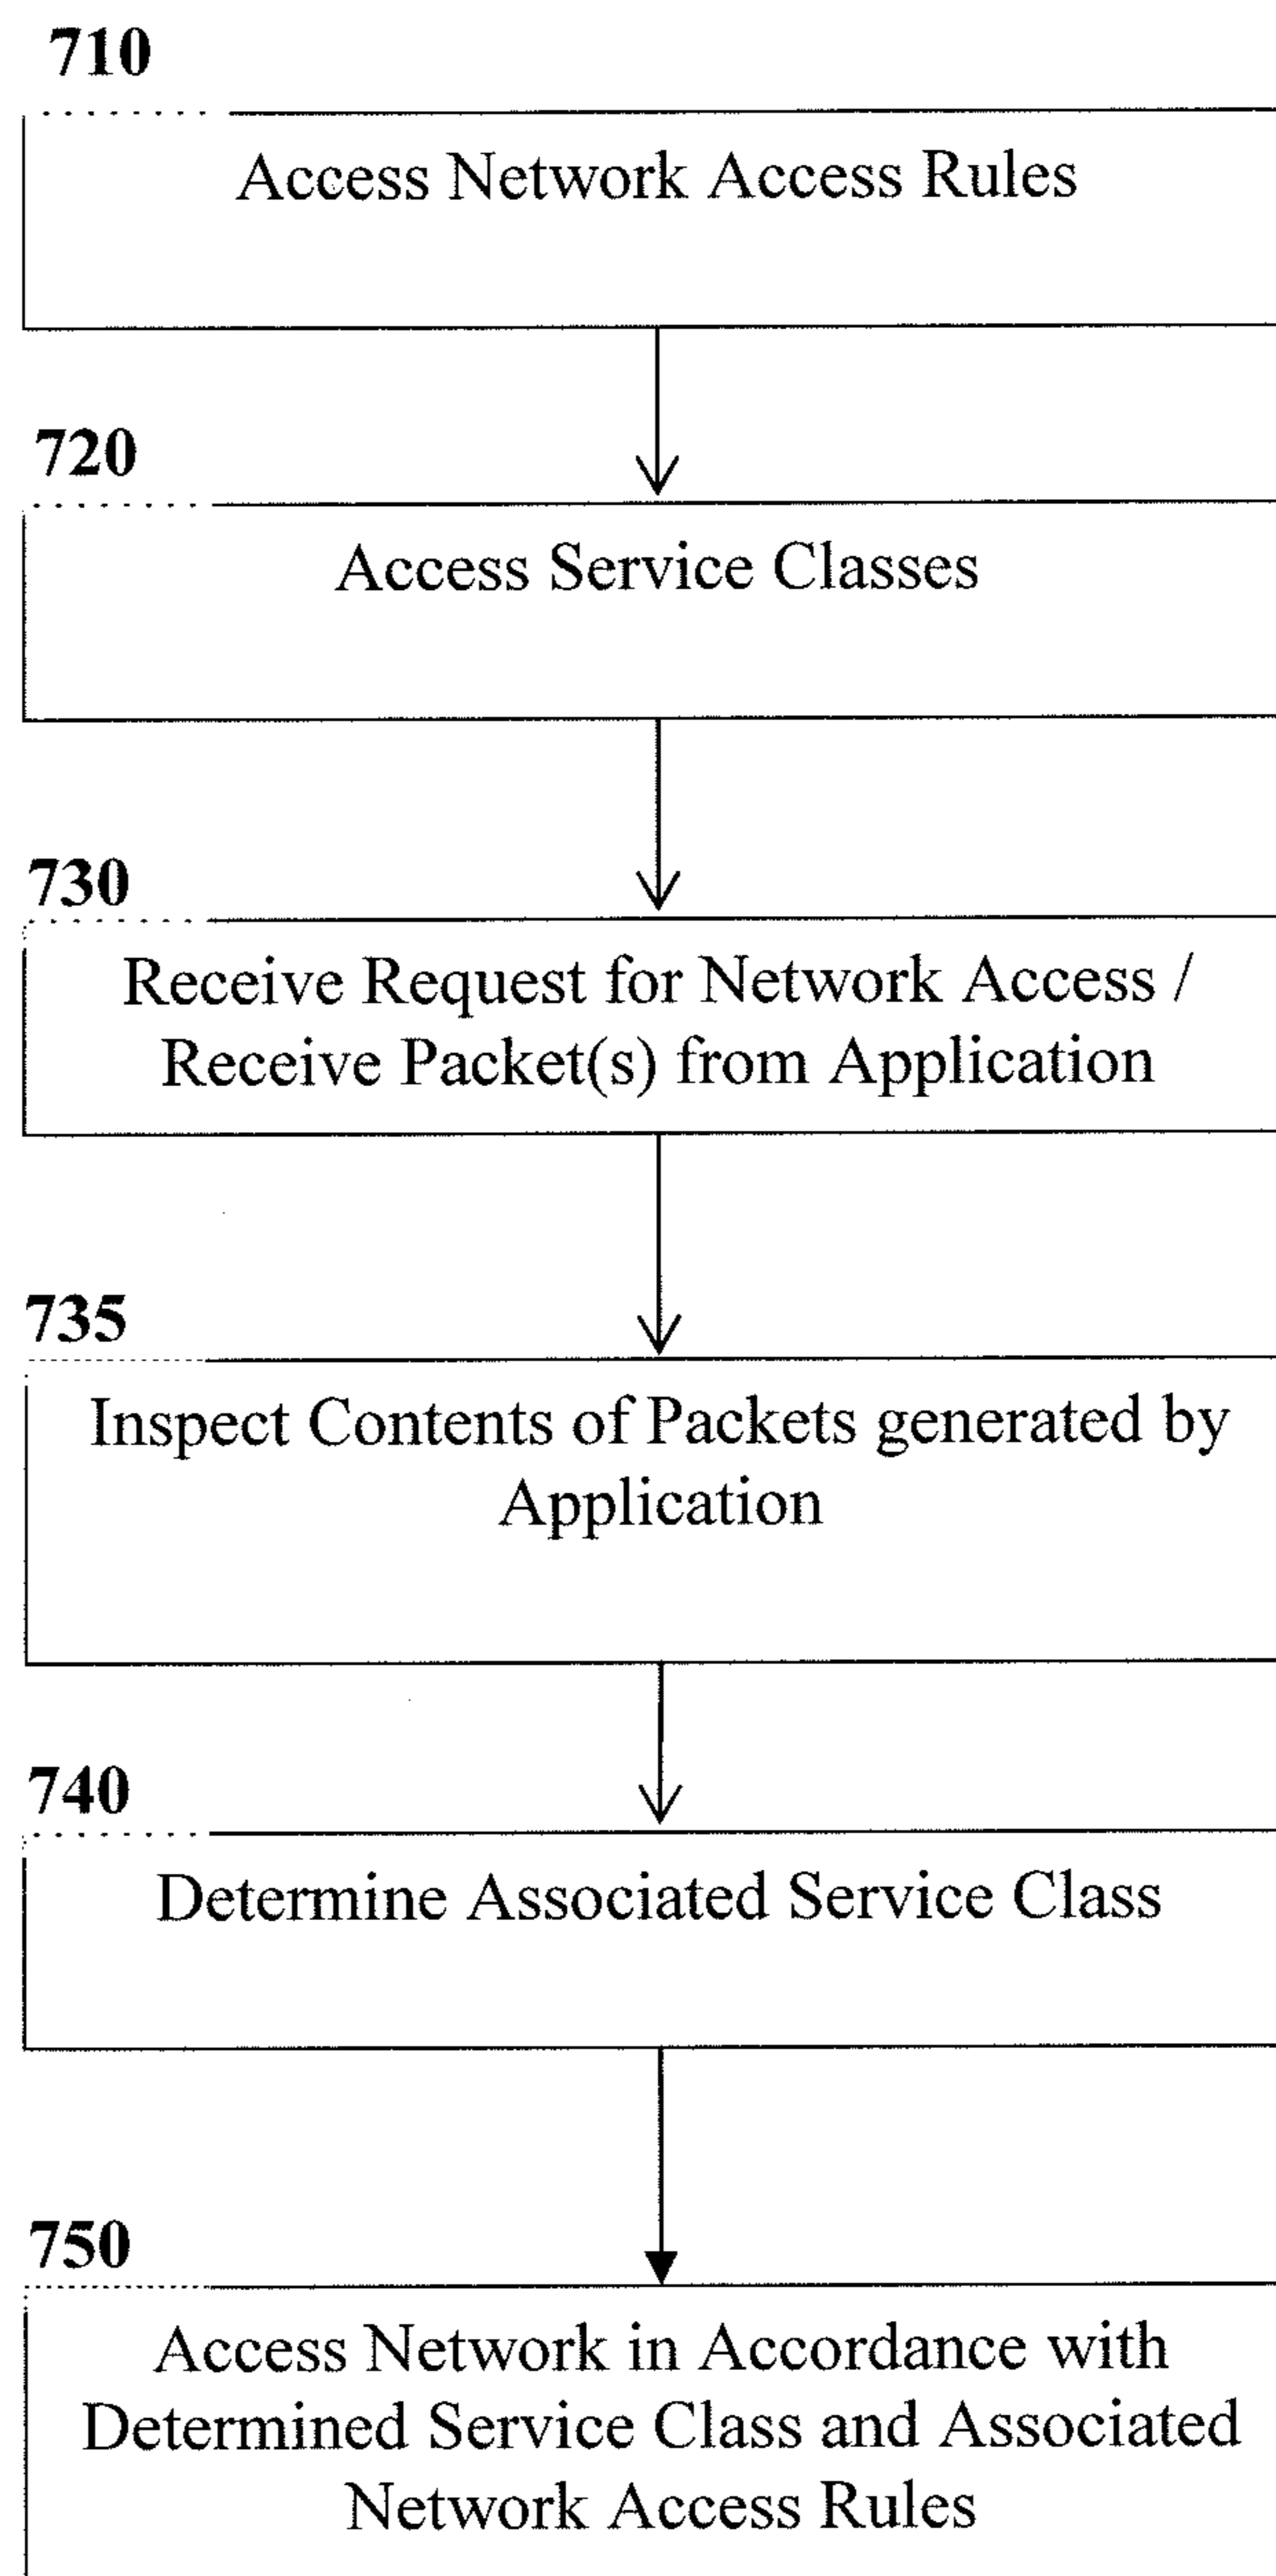 710
Access Network Access Rules
720
Access Service Classes
730
Receive Request for Network Access /
Receive Packet(s) from Application
735
Inspect Contents of Packets generated by
Application
740
Determine Associated Service Class
750
Access Network in Accordance with
Determined Service Class and Associated
Network Access Rules